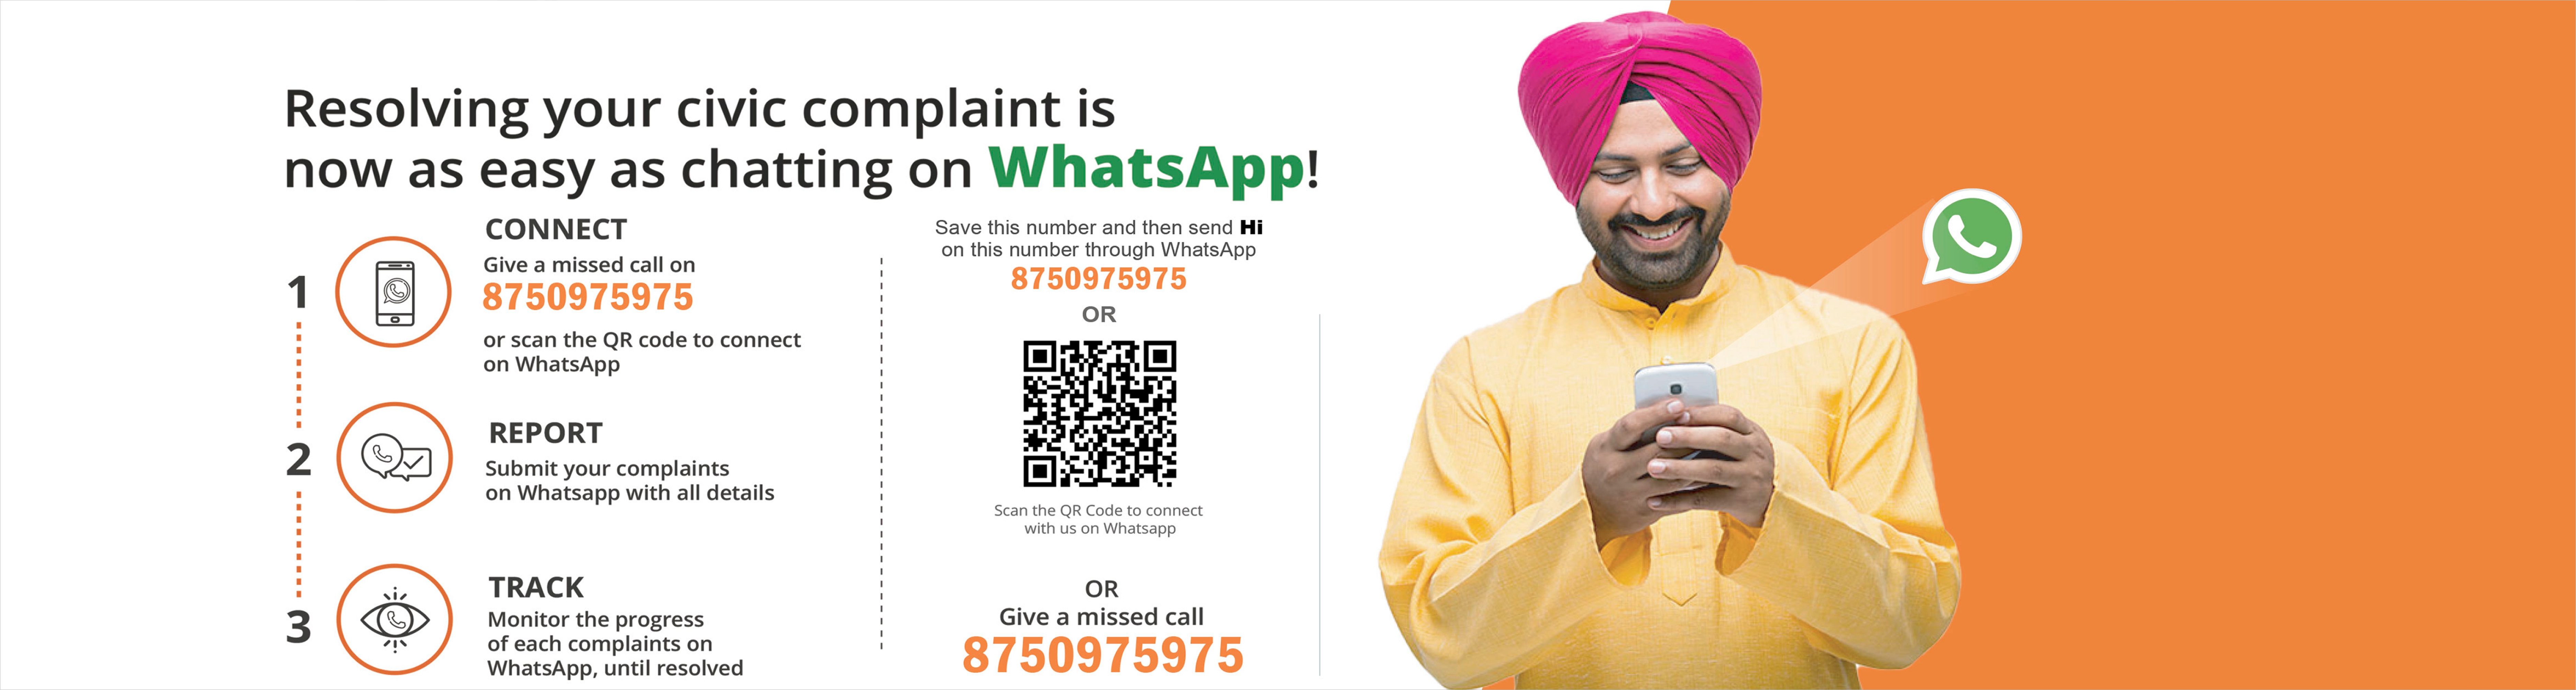 Resolving your civic complaint is
now as easy as chatting on WhatsApp!
1
CONNECT
Give a missed call on
8750975975
or scan the QR code to connect
on WhatsApp
2
REPORT
Submit your complaints
on Whatsapp with all details
3
TRACK
Monitor the progress
of each complaints on
WhatsApp, until resolved
Save this number and then send Hi
on this number through WhatsApp
8750975975
OR
Scan the QR Code to connect
with us on Whatsapp
OR
Give a missed call
8750975975